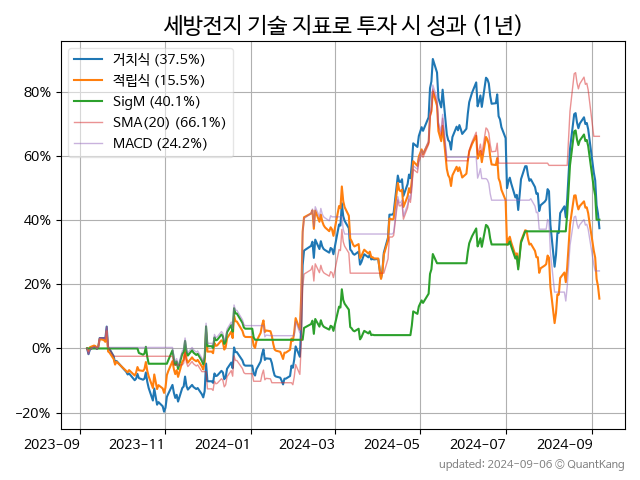 세방전지 기술 지표로 투자 시 성과 (1년)
거치식 (37.5%)
적립식 (15.5%)
SigM (40.1%)
SMA(20) (66.1%)
MACD (24.2%)
80%
60%
40%
20%
0%
−20%
2023-09 2023-11 2024-01 2024-03 2024-05 2024-07 2024-09
updated: 2024-09-06 © QuantKang